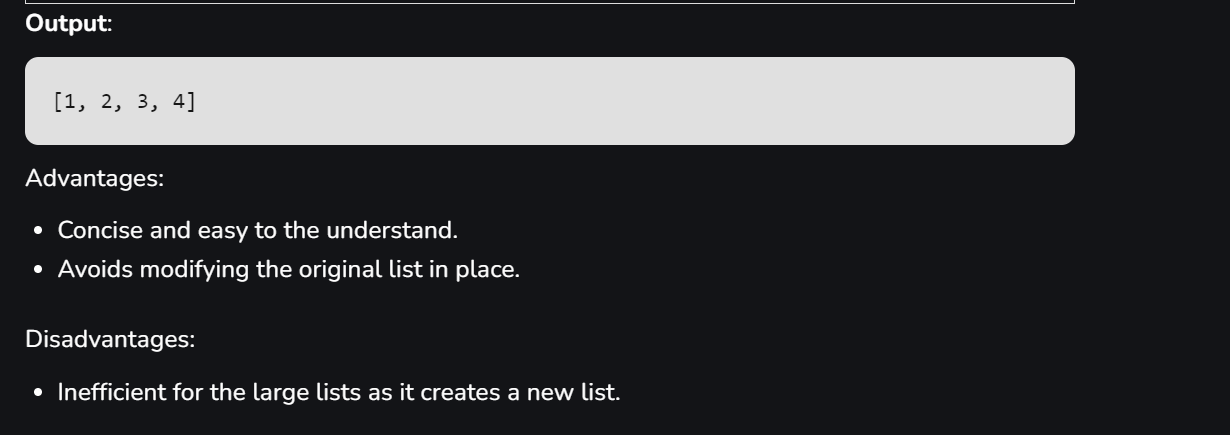 Output:
[1, 2, 3, 4]
Advantages:
Concise and easy to the understand.
Avoids modifying the original list in place.
Disadvantages:
Inefficient for the large lists as it creates a new list.